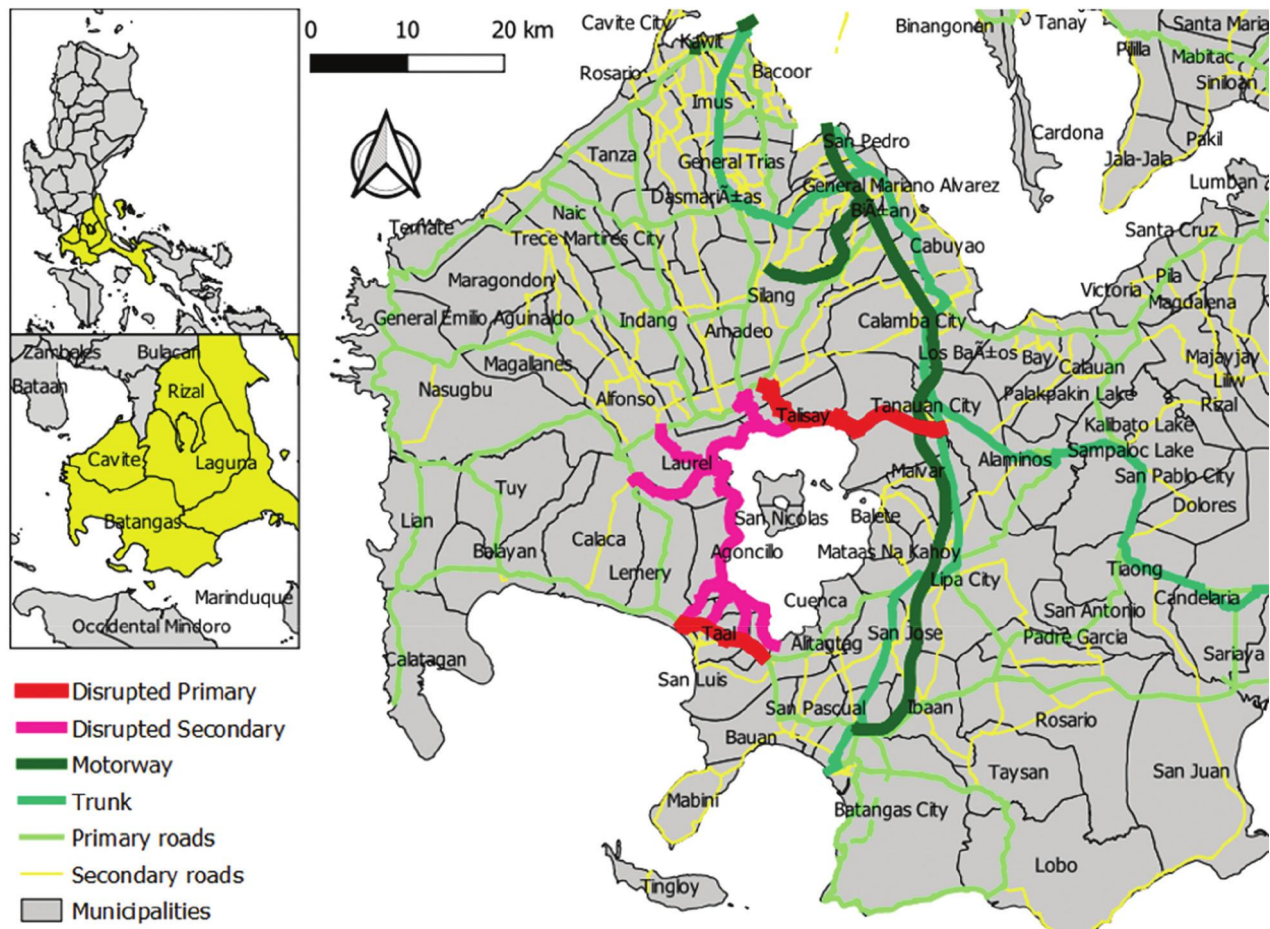 Zambales
Bulacan
Bataan
Rizal
Cavite
Laguna
Batangas
Marinduque
Occidental Mindoro
Disrupted Primary
Disrupted Secondary
Motorway
Trunk
Primary roads
Secondary roads
Municipalities
0 10 20 km
Cavite City
Kawit
Rosario
Bacoor
Imus
Binangonan
Tanay
Santa Maria
Pililla
Mabitac
Siniloan
Cardona
Pakil
Jala-Jala
Lumban
San Pedro
Tanza
General Trias
General Mariano Alvarez
DasmariÃ±as
BiÃ±an
Naic
Ternate
Trece Martires City
Cabuyao
Santa Cruz
Maragondon
Pila
Victoria
Magdalena
Silang
General Emilio Aguinaldo
Indang
Amadeo
Calamba City
Magallanes
Los BaÃ±os
Bay
Calauan
Majayjay
Liliw
Nasugbu
Alfonso
Palakpakin Lake
Rizal
Talisay
Tanauan City
Kalibato Lake
Sampaloc Lake
Laurel
Malvar
Alaminos
San Pablo City
Dolores
Tuy
San Nicolas
Balete
Lian
Calaca
Agoncillo
Mataas Na Kahoy
Balayan
Lemery
Lipa City
Tiaong
Candelaria
Cuenca
San Antonio
Taal
Alitagtag
San Jose
Padre Garcia
Sariaya
Calatagan
San Luis
San Pascual
Ibaan
Rosario
Bauan
Taysan
San Juan
Mabini
Batangas City
Lobo
Tingloy